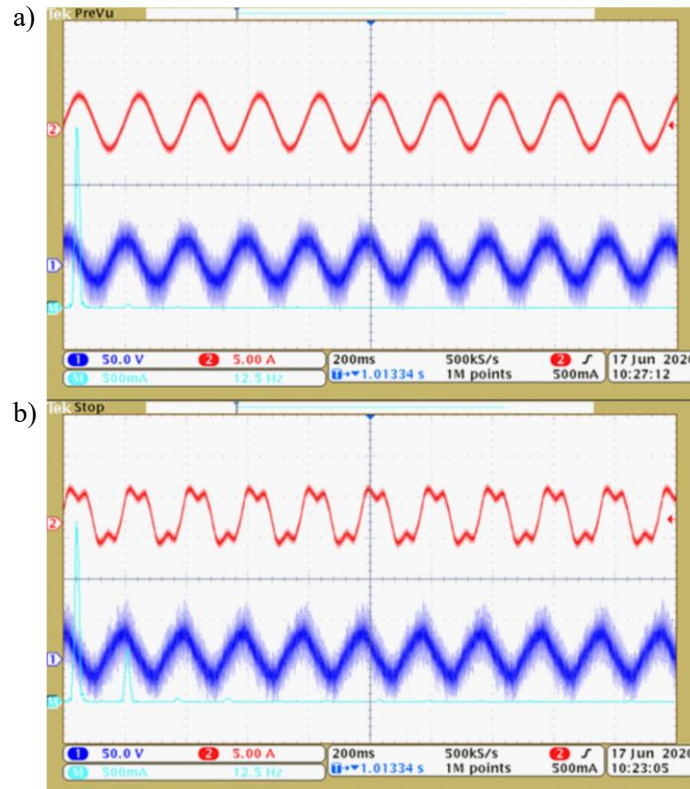 a)
Tek PreVu
2
1
M
1 50.0 V 2 5.00 A 200ms 500kS/s 2 17 Jun 2020
M 500mA 12.5 Hz T→▼1.01334 s 1M points 500mA 10:27:12
b)
Tek Stop
2
1
M
1 50.0 V 2 5.00 A 200ms 500kS/s 2 17 Jun 2020
M 500mA 12.5 Hz T→▼1.01334 s 1M points 500mA 10:23:05